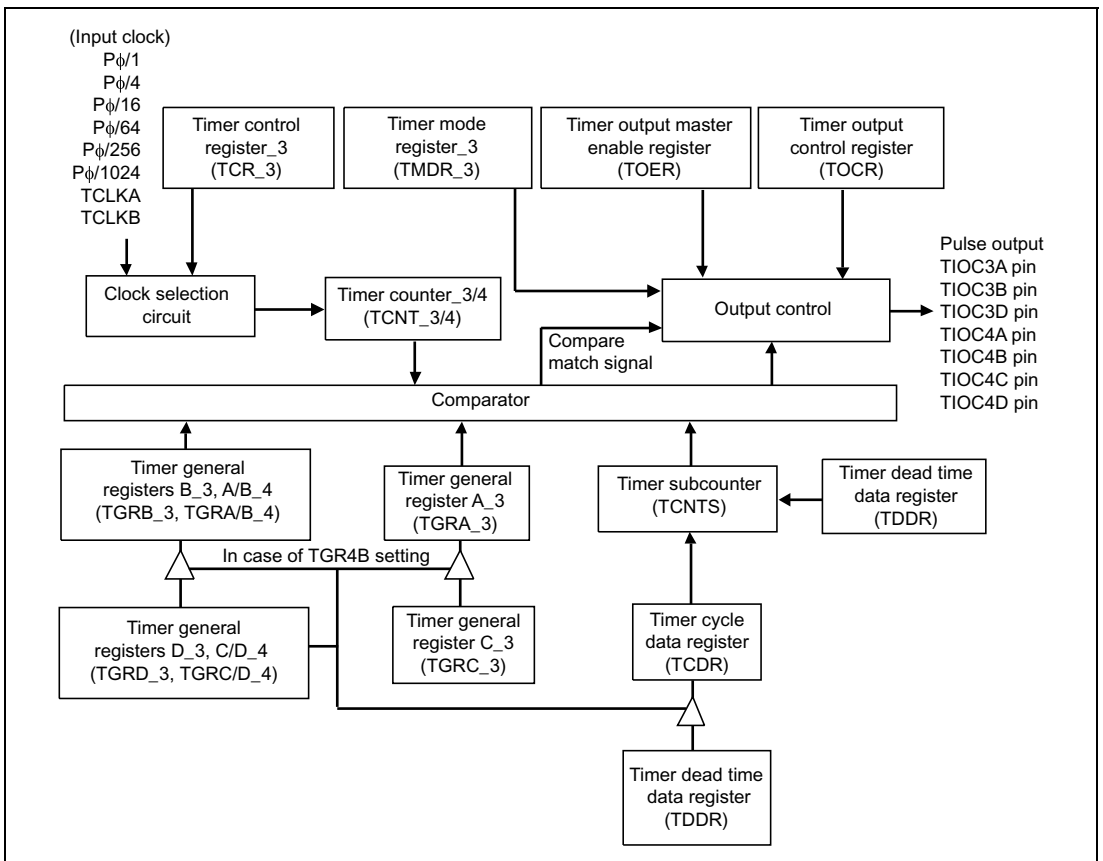 (Input clock)
Pϕ/1
Pϕ/4
Pϕ/16
Pϕ/64
Pϕ/256
Pϕ/1024
TCLKA
TCLKB
Timer control
register_3
(TCR_3)
Timer mode
register_3
(TMDR_3)
Timer output master
enable register
(TOER)
Timer output
control register
(TOCR)
Clock selection
circuit
Timer counter_3/4
(TCNT_3/4)
Output control
Pulse output
TIOC3A pin
TIOC3B pin
TIOC3D pin
TIOC4A pin
TIOC4B pin
TIOC4C pin
TIOC4D pin
Compare
match signal
Comparator
Timer general
registers B_3, A/B_4
(TGRB_3, TGRA/B_4)
Timer general
register A_3
(TGRA_3)
Timer subcounter
(TCNTS)
Timer dead time
data register
(TDDR)
In case of TGR4B setting
Timer general
registers D_3, C/D_4
(TGRD_3, TGRC/D_4)
Timer general
register C_3
(TGRC_3)
Timer cycle
data register
(TCDR)
Timer dead time
data register
(TDDR)